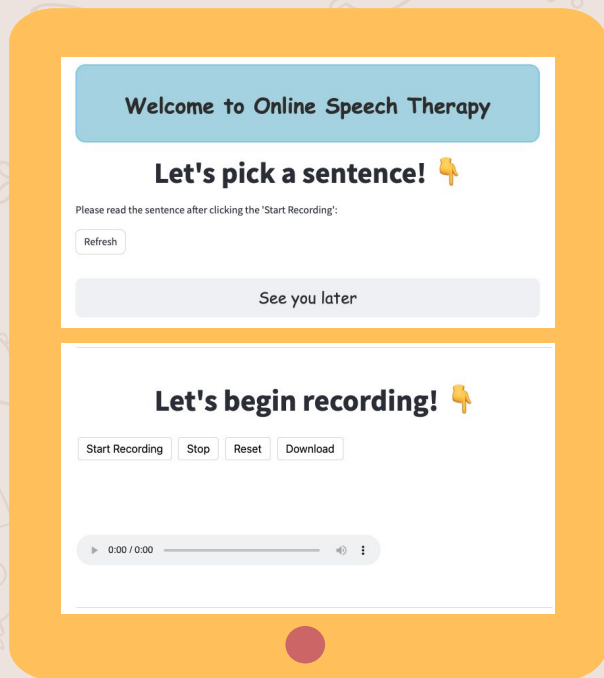 Welcome to Online Speech Therapy
Let's pick a sentence! 👇
Please read the sentence after clicking the 'Start Recording':
Refresh
See you later
Let's begin recording! 👇
Start Recording Stop Reset Download
0:00 / 0:00